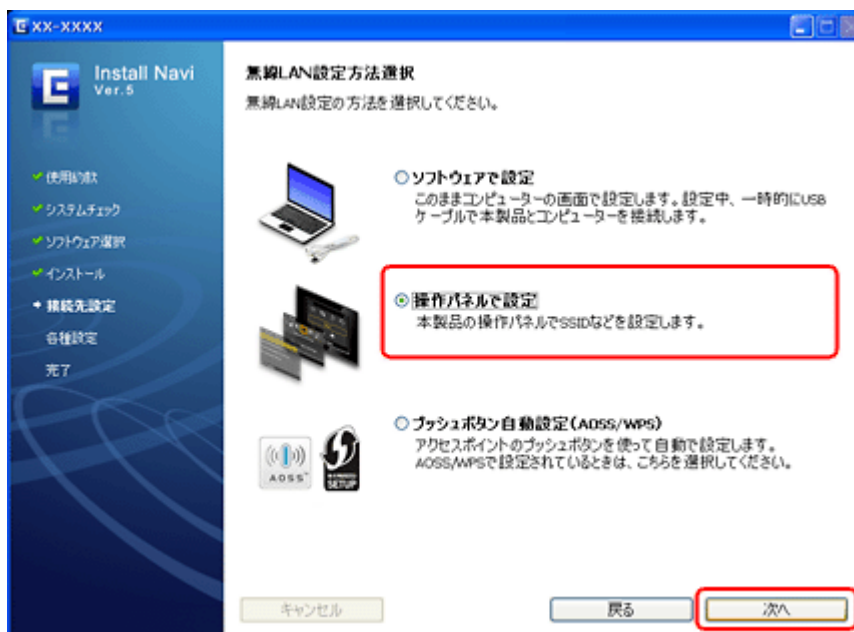 XX-XXXX
Install Navi
Ver.5
使用約款
システムチェック
ソフトウェア選択
インストール
接続先設定
各種設定
完了
無線LAN設定方法選択
無線LAN設定の方法を選択してください。
ソフトウェアで設定
このままコンピューターの画面で設定します。設定中、一時的にUSB
ケーブルで本製品とコンピューターを接続します。
操作パネルで設定
本製品の操作パネルでSSIDなどを設定します。
プッシュボタン自動設定(AOSS/WPS)
アクセスポイントのプッシュボタンを使って自動で設定します。
AOSS/WPSで設定されているときは、こちらを選択してください。
AOSS
SETUP
キャンセル
戻る
次へ